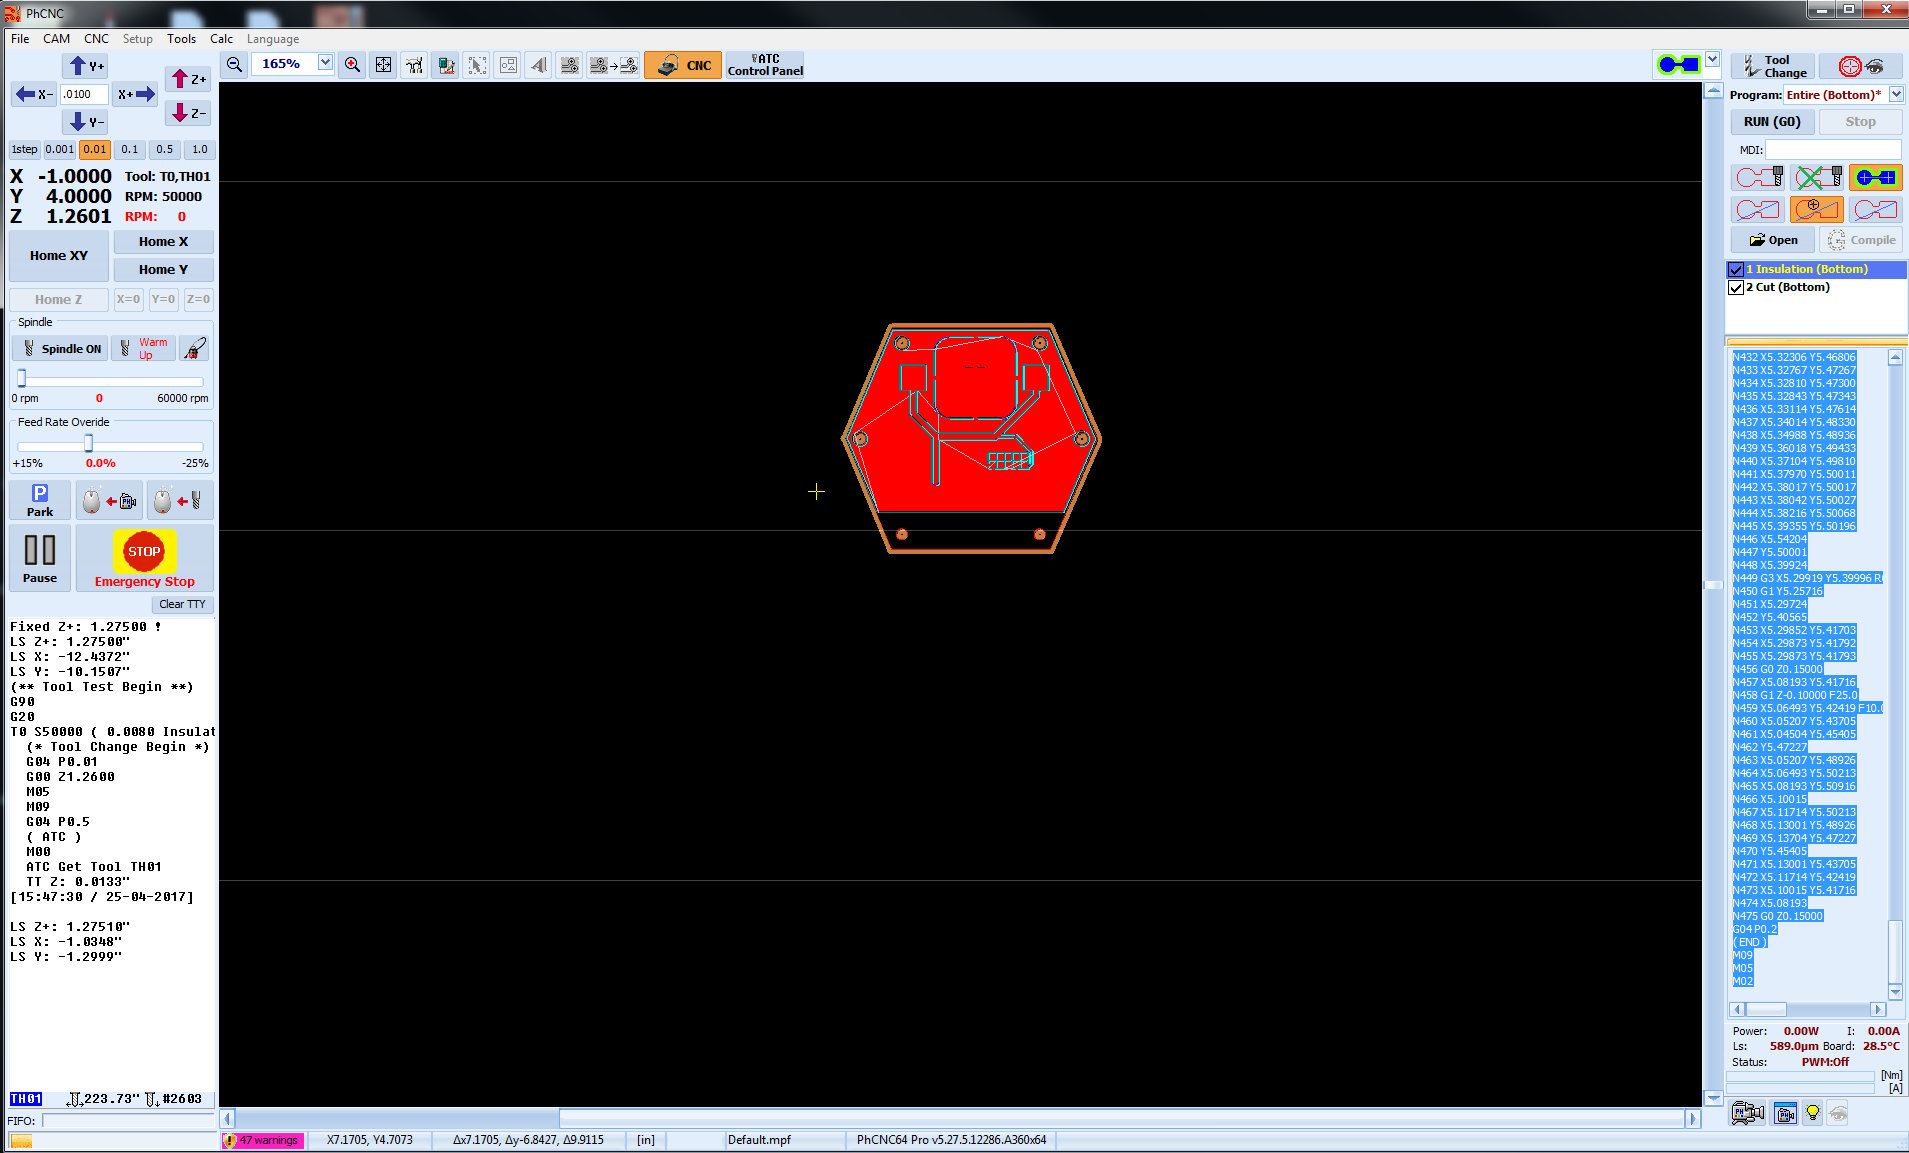 PhCNC
File CAM CNC Setup Tools Calc Language
Y+
X- .0100 X+
Y-
Z+
Z-
1step 0.001 0.01 0.1 0.5 1.0
X -1.0000 Tool: T0,TH01
Y 4.0000 RPM: 50000
Z 1.2601 RPM: 0
Home XY
Home X
Home Y
Home Z X=0 Y=0 Z=0
Spindle
Spindle ON
Warm Up
0 rpm 0 60000 rpm
Feed Rate Overide
+15% 0.0% -25%
P
Park
Pause
STOP
Emergency Stop
Clear TTY
Fixed Z+: 1.27500 !
LS Z+: 1.27500"
LS X: -12.4372"
LS Y: -10.1507"
(** Tool Test Begin **)
G90
G20
T0 S50000 ( 0.0080 Insulat
(* Tool Change Begin *)
G04 P0.01
G00 Z1.2600
M05
M09
G04 P0.5
( ATC )
M00
ATC Get Tool TH01
TT Z: 0.0133"
[15:47:30 / 25-04-2017]
LS Z+: 1.27510"
LS X: -1.0348"
LS Y: -1.2999"
TH01 223.73" #2603
FIFO:
165%
CNC
ATC
Control Panel
Tool Change
Program: Entire (Bottom)*
RUN (GO) Stop
MDI:
Open Compile
1 Insulation (Bottom)
2 Cut (Bottom)
N432 X5.32306 Y5.46806
N433 X5.32767 Y5.47267
N434 X5.32810 Y5.47300
N435 X5.32843 Y5.47343
N436 X5.33114 Y5.47614
N437 X5.34014 Y5.48330
N438 X5.34988 Y5.48936
N439 X5.36018 Y5.49433
N440 X5.37104 Y5.49810
N441 X5.37970 Y5.50011
N442 X5.38017 Y5.50017
N443 X5.38042 Y5.50027
N444 X5.38216 Y5.50068
N445 X5.39355 Y5.50196
N446 X5.54204
N447 Y5.50001
N448 X5.39924
N449 G3 X5.29919 Y5.39996 R
N450 G1 Y5.25716
N451 X5.29724
N452 Y5.40565
N453 X5.29852 Y5.41703
N454 X5.29873 Y5.41792
N455 X5.29873 Y5.41793
N456 G0 Z0.15000
N457 X5.08193 Y5.41716
N458 G1 Z-0.10000 F25.0
N459 X5.06493 Y5.42419 F10.0
N460 X5.05207 Y5.43705
N461 X5.04504 Y5.45405
N462 Y5.47227
N463 X5.05207 Y5.48926
N464 X5.06493 Y5.50213
N465 X5.08193 Y5.50916
N466 X5.10015
N467 X5.11714 Y5.50213
N468 X5.13001 Y5.48926
N469 X5.13704 Y5.47227
N470 Y5.45405
N471 X5.13001 Y5.43705
N472 X5.11714 Y5.42419
N473 X5.10015 Y5.41716
N474 X5.08193
N475 G0 Z0.15000
G04 P0.2
( END )
M09
M05
M02
Power: 0.00W I: 0.00A
Ls: 589.0µm Board: 28.5°C
Status: PWM:Off
[Nm]
[A]
47 warnings X7.1705, Y4.7073 Δx7.1705, Δy-6.8427, Δ9.9115 [in] Default.mpf PhCNC64 Pro v5.27.5.12286.A360x64